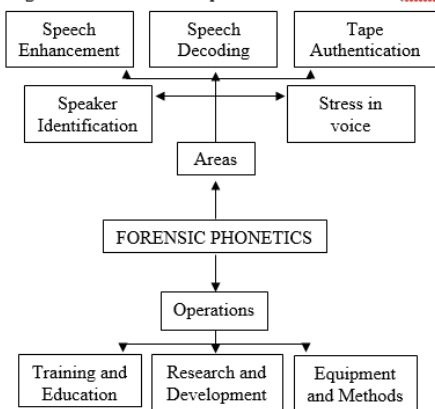 Speech
Enhancement
Speech
Decoding
Tape
Authentication
Speaker
Identification
Stress in
voice
Areas
FORENSIC PHONETICS
Operations
Training and
Education
Research and
Development
Equipment
and Methods